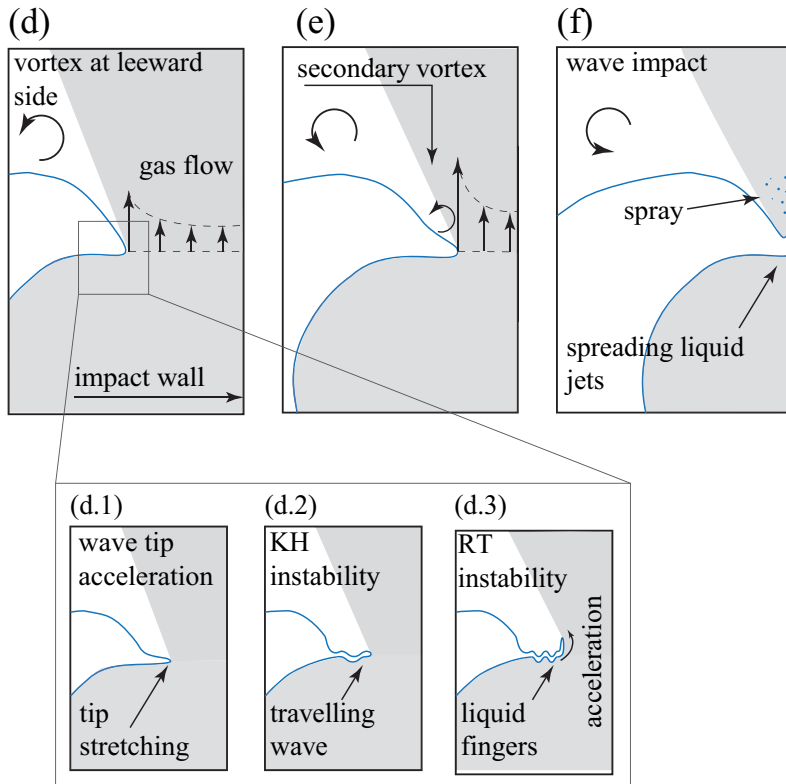 (d)
vortex at leeward
side
gas flow
impact wall
(e)
secondary vortex
(f)
wave impact
spray
spreading liquid
jets
(d.1)
wave tip
acceleration
tip
stretching
(d.2)
KH
instability
travelling
wave
(d.3)
RT
instability
acceleration
liquid
fingers